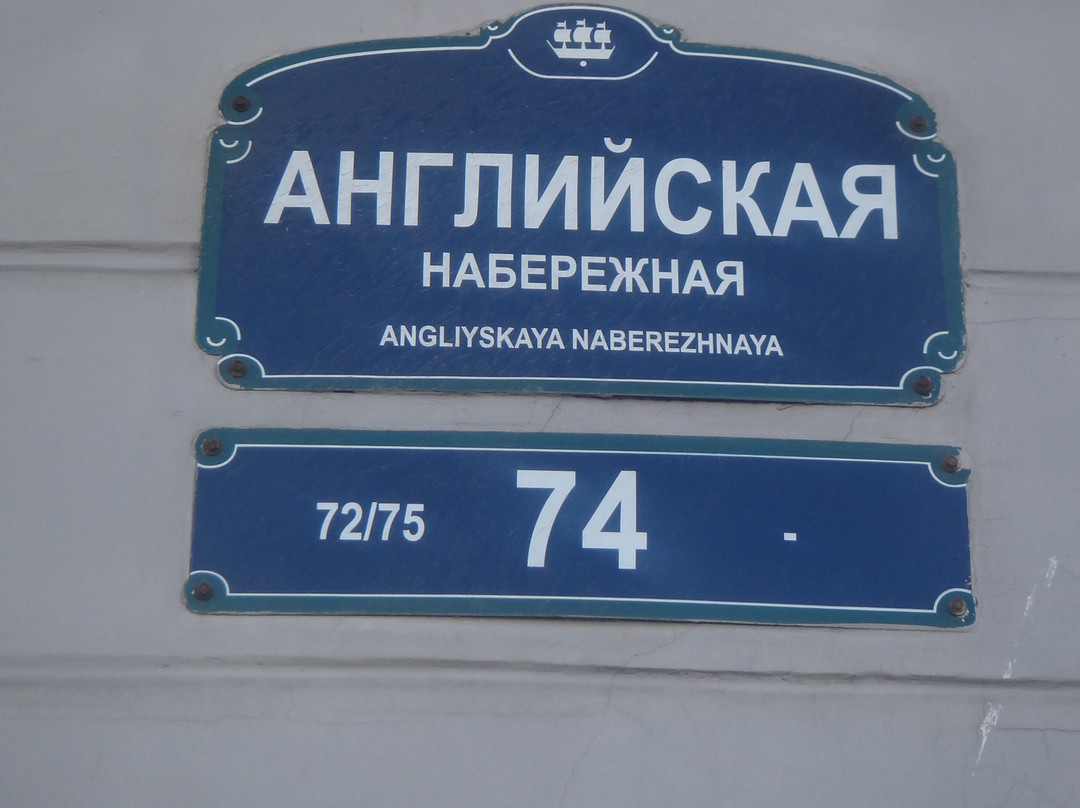 АНГЛИЙСКАЯ
НАБЕРЕЖНАЯ
ANGLIYSKAYA NABEREZHNAYA
72/75 74 -